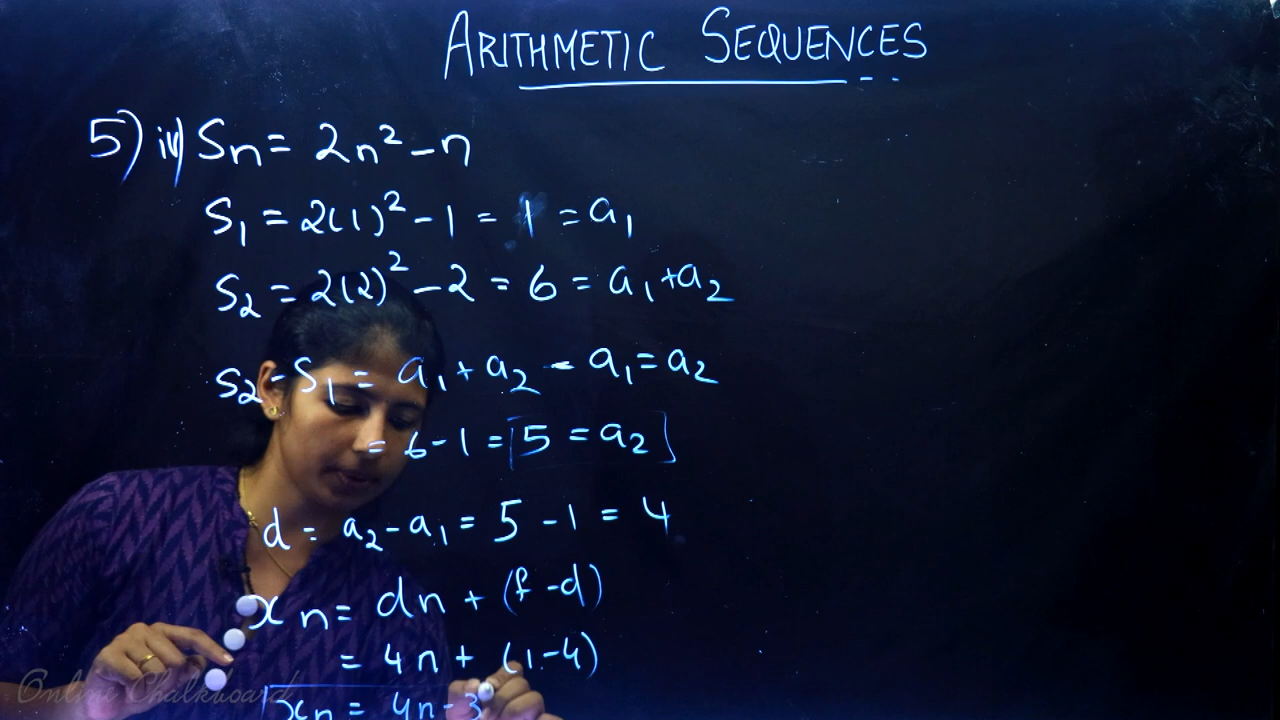 ARITHMETIC SEQUENCES
5) iv) Sn = 2n² - n
S₁ = 2(1)² - 1 = 1 = a₁
S₂ = 2(2)² - 2 = 6 = a₁ + a₂
S₂ - S₁ = a₁ + a₂ - a₁ = a₂
= 6 - 1 = 5 = a₂
d = a₂ - a₁ = 5 - 1 = 4
xn = dn + (f - d)
= 4n + (1 - 4)
xn = 4n - 3
Online Chalkboard